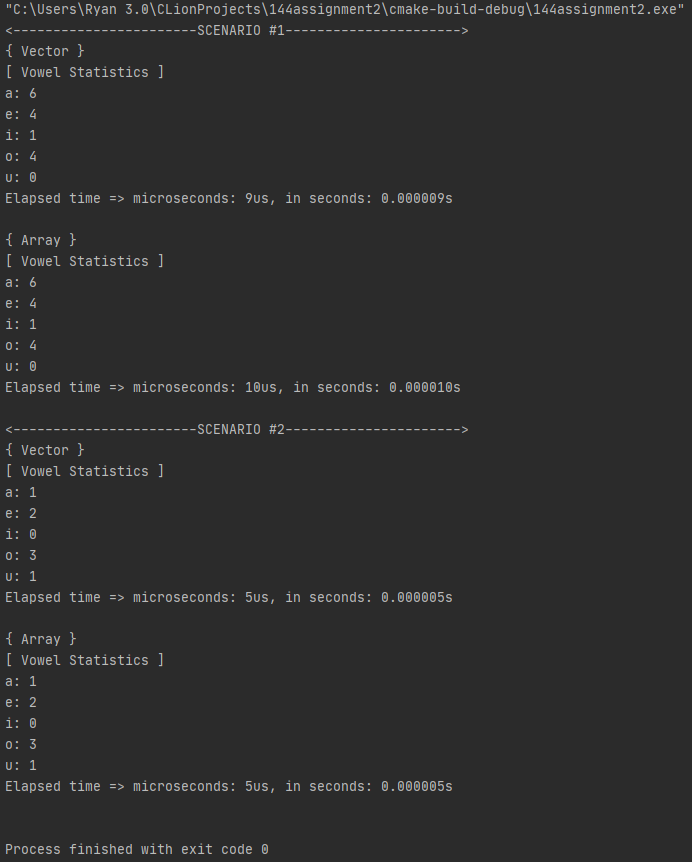 "C:\Users\Ryan 3.0\CLionProjects\144assignment2\cmake-build-debug\144assignment2.exe"
<-----------------------SCENARIO #1---------------------->
{ Vector }
[ Vowel Statistics ]
a: 6
e: 4
i: 1
o: 4
u: 0
Elapsed time => microseconds: 9us, in seconds: 0.000009s
{ Array }
[ Vowel Statistics ]
a: 6
e: 4
i: 1
o: 4
u: 0
Elapsed time => microseconds: 10us, in seconds: 0.000010s
<-----------------------SCENARIO #2---------------------->
{ Vector }
[ Vowel Statistics ]
a: 1
e: 2
i: 0
o: 3
u: 1
Elapsed time => microseconds: 5us, in seconds: 0.000005s
{ Array }
[ Vowel Statistics ]
a: 1
e: 2
i: 0
o: 3
u: 1
Elapsed time => microseconds: 5us, in seconds: 0.000005s
Process finished with exit code 0